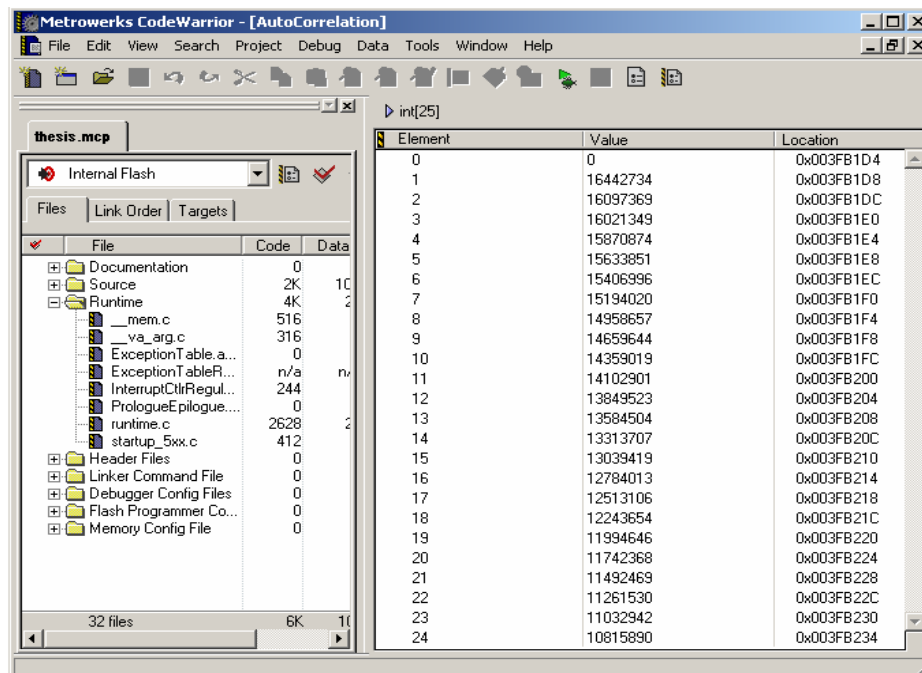 Metrowerks CodeWarrior - [AutoCorrelation]
File Edit View Search Project Debug Data Tools Window Help
thesis.mcp
Internal Flash
Files Link Order Targets
File Code Data
Documentation 0
Source 2K 10
Runtime 4K 2
__mem.c 516
__va_arg.c 316
ExceptionTable.a... 0
ExceptionTableR... n/a n/
InterruptCtlrRegul... 244
PrologueEpilogue.... 0
runtime.c 2628 2
startup_5xx.c 412
Header Files 0
Linker Command File 0
Debugger Config Files 0
Flash Programmer Co... 0
Memory Config File 0
32 files 6K 10
int[25]
Element Value Location
0 0 0x003FB1D4
1 16442734 0x003FB1D8
2 16097369 0x003FB1DC
3 16021349 0x003FB1E0
4 15870874 0x003FB1E4
5 15633851 0x003FB1E8
6 15406996 0x003FB1EC
7 15194020 0x003FB1F0
8 14958657 0x003FB1F4
9 14659644 0x003FB1F8
10 14359019 0x003FB1FC
11 14102901 0x003FB200
12 13849523 0x003FB204
13 13584504 0x003FB208
14 13313707 0x003FB20C
15 13039419 0x003FB210
16 12784013 0x003FB214
17 12513106 0x003FB218
18 12243654 0x003FB21C
19 11994646 0x003FB220
20 11742368 0x003FB224
21 11492469 0x003FB228
22 11261530 0x003FB22C
23 11032942 0x003FB230
24 10815890 0x003FB234